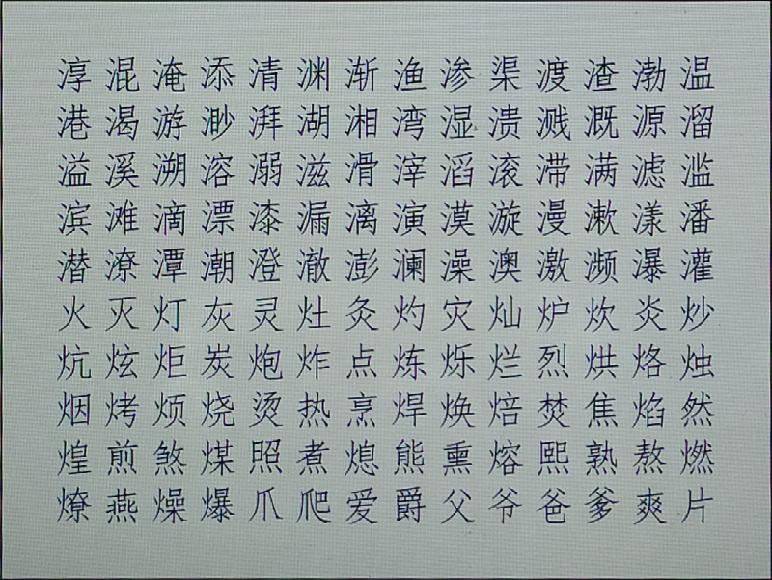 淳混淹添清渊渐渔渗渠渡渣渤温
港渴游渺湃湖湘湾湿溃溅溉源溜
溢溪溯溶溺滋滑滓滔滚滞满滤滥
滨滩滴漂漆漏漓演漠漩漫漱漾潘
潜潦潭潮澄澈澎澜澡澳激濒瀑灌
火灭灯灰灵灶灸灼灾灿炉炊炎炒
炕炫炬炭炮炸点炼烁烂烈烘烙烛
烟烤烦烧烫热烹焊焕焙焚焦焰然
煌煎煞煤照煮熄熊熏熔熙熟熬燃
燎燕燥爆爪爬爱爵父爷爸爹爽片